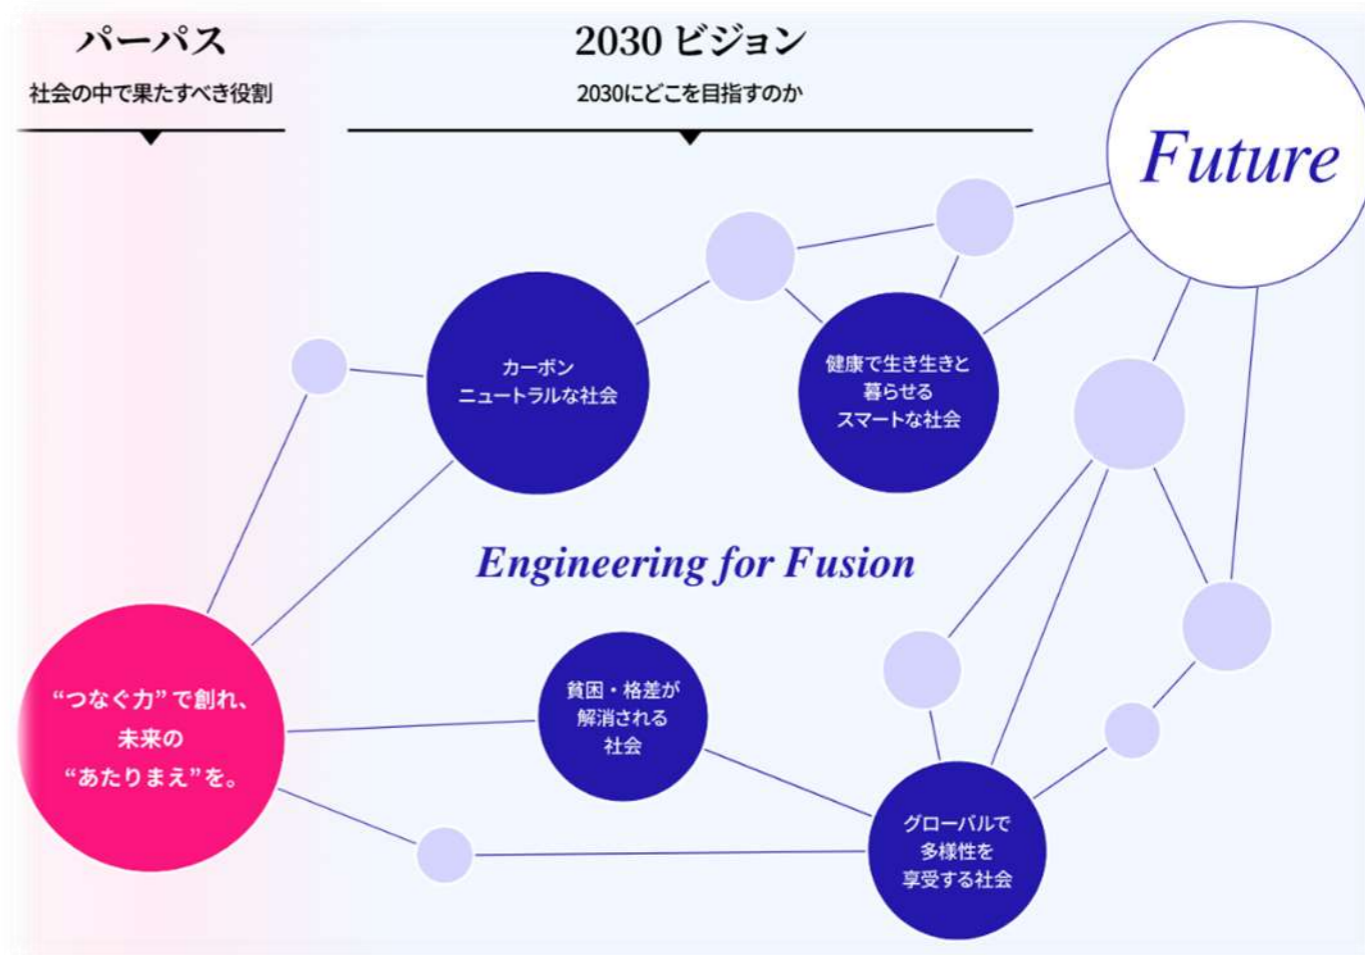 パーパス
社会の中で果たすべき役割
2030 ビジョン
2030にどこを目指すのか
Future
カーボン
ニュートラルな社会
健康で生き生きと
暮らせる
スマートな社会
Engineering for Fusion
“つなぐ力” で創れ、
未来の
“あたりまえ”を。
貧困・格差が
解消される
社会
グローバルで
多様性を
享受する社会